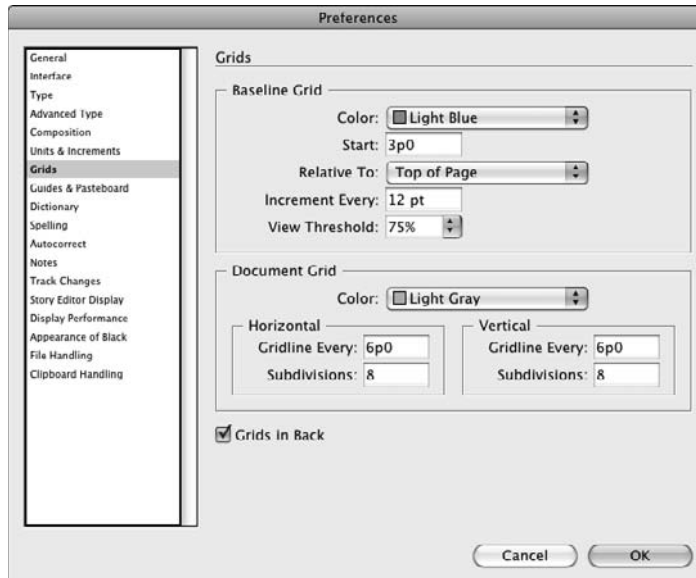 Preferences
General
Interface
Type
Advanced Type
Composition
Units & Increments
Grids
Guides & Pasteboard
Dictionary
Spelling
Autocorrect
Notes
Track Changes
Story Editor Display
Display Performance
Appearance of Black
File Handling
Clipboard Handling
Grids
Baseline Grid
Color: Light Blue
Start: 3p0
Relative To: Top of Page
Increment Every: 12 pt
View Threshold: 75%
Document Grid
Color: Light Gray
Horizontal
Gridline Every: 6p0
Subdivisions: 8
Vertical
Gridline Every: 6p0
Subdivisions: 8
Grids in Back
Cancel
OK